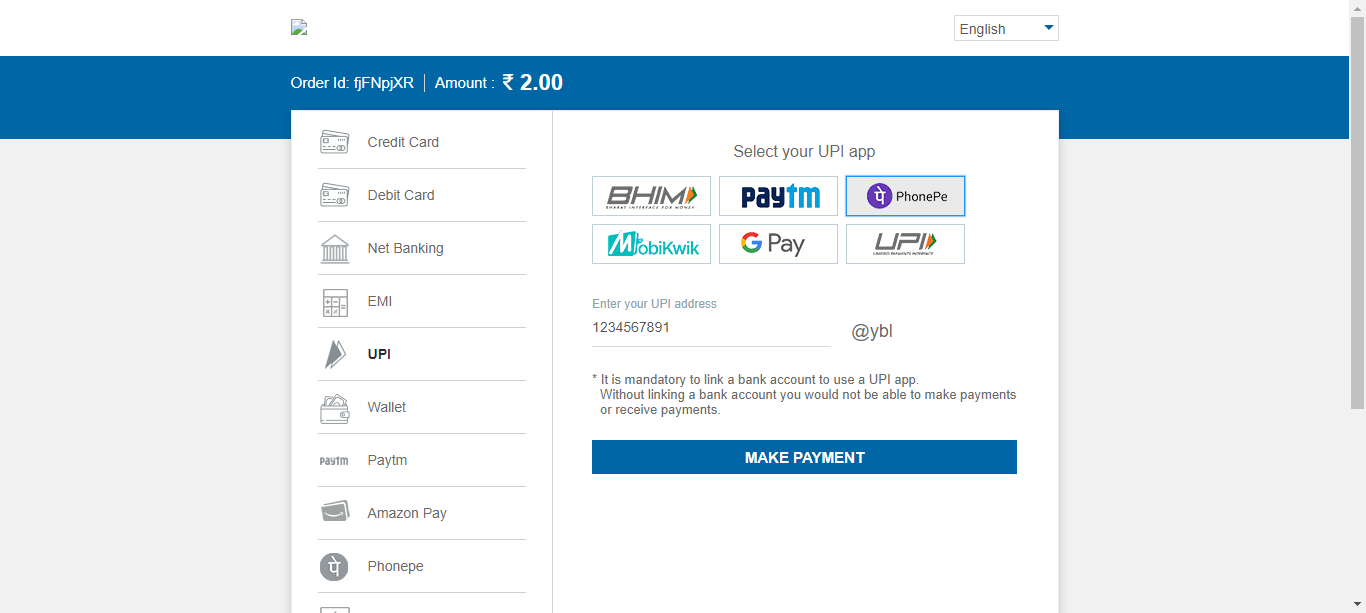 English
Order Id: fjFNpjXR | Amount : ₹ 2.00
Credit Card
Debit Card
Net Banking
EMI
UPI
Wallet
Paytm Paytm
Amazon Pay
पे Phonepe
Select your UPI app
BHIM
BHARAT INTERFACE FOR MONEY
Paytm
पे PhonePe
MobiKwik
G Pay
UPI
UNIFIED PAYMENTS INTERFACE
Enter your UPI address
1234567891 @ybl
* It is mandatory to link a bank account to use a UPI app.
Without linking a bank account you would not be able to make payments
or receive payments.
MAKE PAYMENT